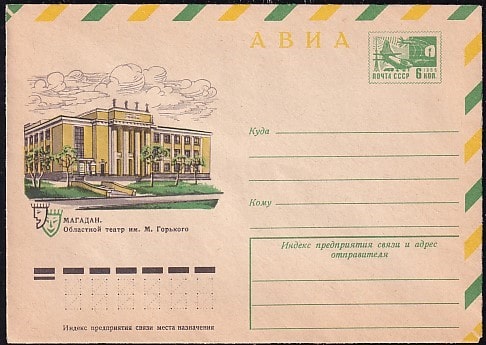 АВИА
1966
ПОЧТА СССР 6 КОП.
Куда
Кому
МАГАДАН.
Областной театр им. М. Горького
Индекс предприятия связи и адрес
отправителя
Индекс предприятия связи места назначения